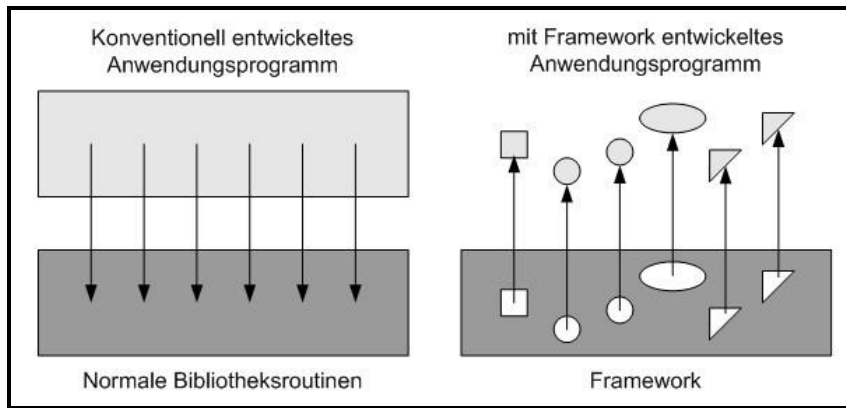 Konventionell entwickeltes
Anwendungsprogramm
Normale Bibliotheksroutinen
mit Framework entwickeltes
Anwendungsprogramm
Framework